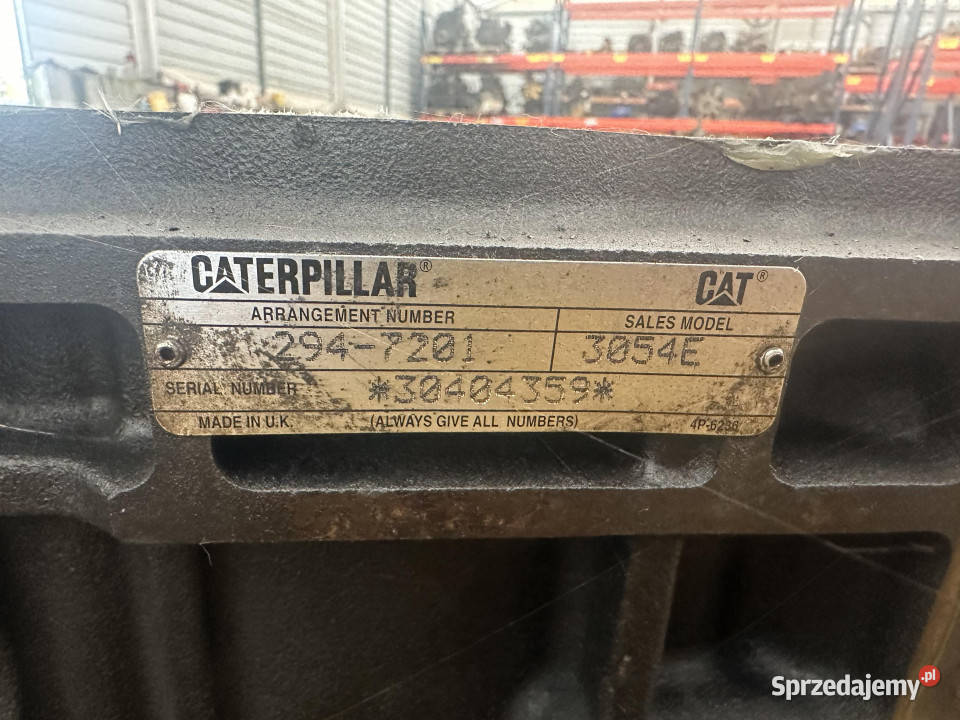 CATERPILLAR® CAT®
ARRANGEMENT NUMBER SALES MODEL
294-7201 3054E
SERIAL NUMBER *30404359*
MADE IN U.K. (ALWAYS GIVE ALL NUMBERS) 4P-6236
Sprzedajemy.pl